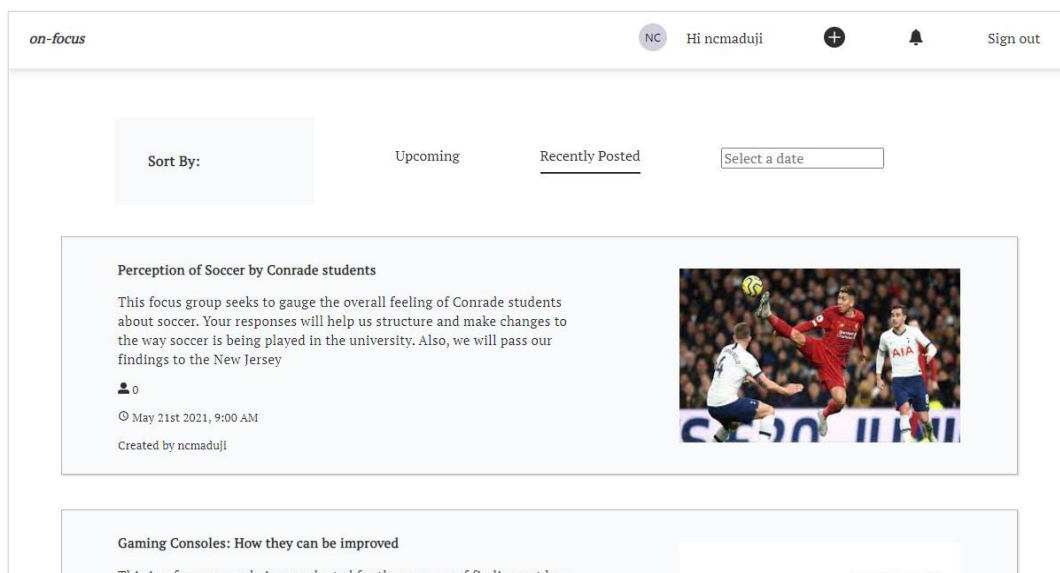 on-focus
NC
Hi ncmaduji
Sign out
Sort By:
Upcoming
Recently Posted
Select a date
Perception of Soccer by Conrade students
This focus group seeks to gauge the overall feeling of Conrade students
about soccer. Your responses will help us structure and make changes to
the way soccer is being played in the university. Also, we will pass our
findings to the New Jersey
0
May 21st 2021, 9:00 AM
Created by ncmaduji
4
AIA
Gaming Consoles: How they can be improved